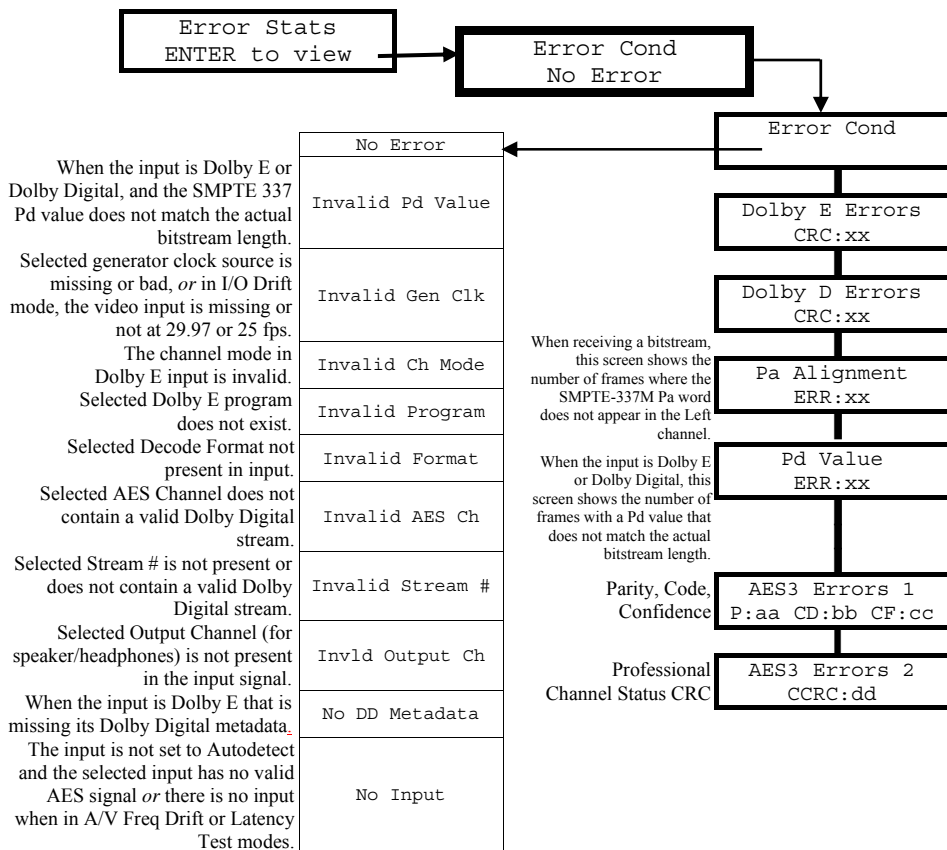 Error Stats
ENTER to view
Error Cond
No Error
Error Cond
No Error
When the input is Dolby E or
Dolby Digital, and the SMPTE 337
Pd value does not match the actual
bitstream length.
Invalid Pd Value
Selected generator clock source is
missing or bad, or in I/O Drift
mode, the video input is missing or
not at 29.97 or 25 fps.
Invalid Gen Clk
The channel mode in
Dolby E input is invalid.
Invalid Ch Mode
Selected Dolby E program
does not exist.
Invalid Program
Selected Decode Format not
present in input.
Invalid Format
Selected AES Channel does not
contain a valid Dolby Digital
stream.
Invalid AES Ch
Selected Stream # is not present or
does not contain a valid Dolby
Digital stream.
Invalid Stream #
Selected Output Channel (for
speaker/headphones) is not present
in the input signal.
Invld Output Ch
When the input is Dolby E that is
missing its Dolby Digital metadata.
No DD Metadata
The input is not set to Autodetect
and the selected input has no valid
AES signal or there is no input
when in A/V Freq Drift or Latency
Test modes.
No Input
Dolby E Errors
CRC:xx
Dolby D Errors
CRC:xx
When receiving a bitstream,
this screen shows the
number of frames where the
SMPTE-337M Pa word
does not appear in the Left
channel.
Pa Alignment
ERR:xx
When the input is Dolby E
or Dolby Digital, this
screen shows the number of
frames with a Pd value that
does not match the actual
bitstream length.
Pd Value
ERR:xx
Parity, Code,
Confidence
AES3 Errors 1
P:aa CD:bb CF:cc
Professional
Channel Status CRC
AES3 Errors 2
CCRC:dd